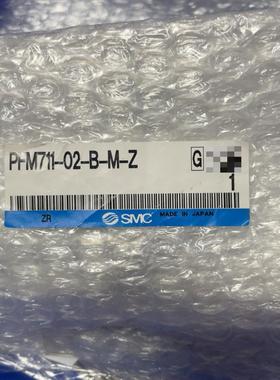 PFM711-02-B-M-Z G
1
ZR SMC MADE IN JAPAN